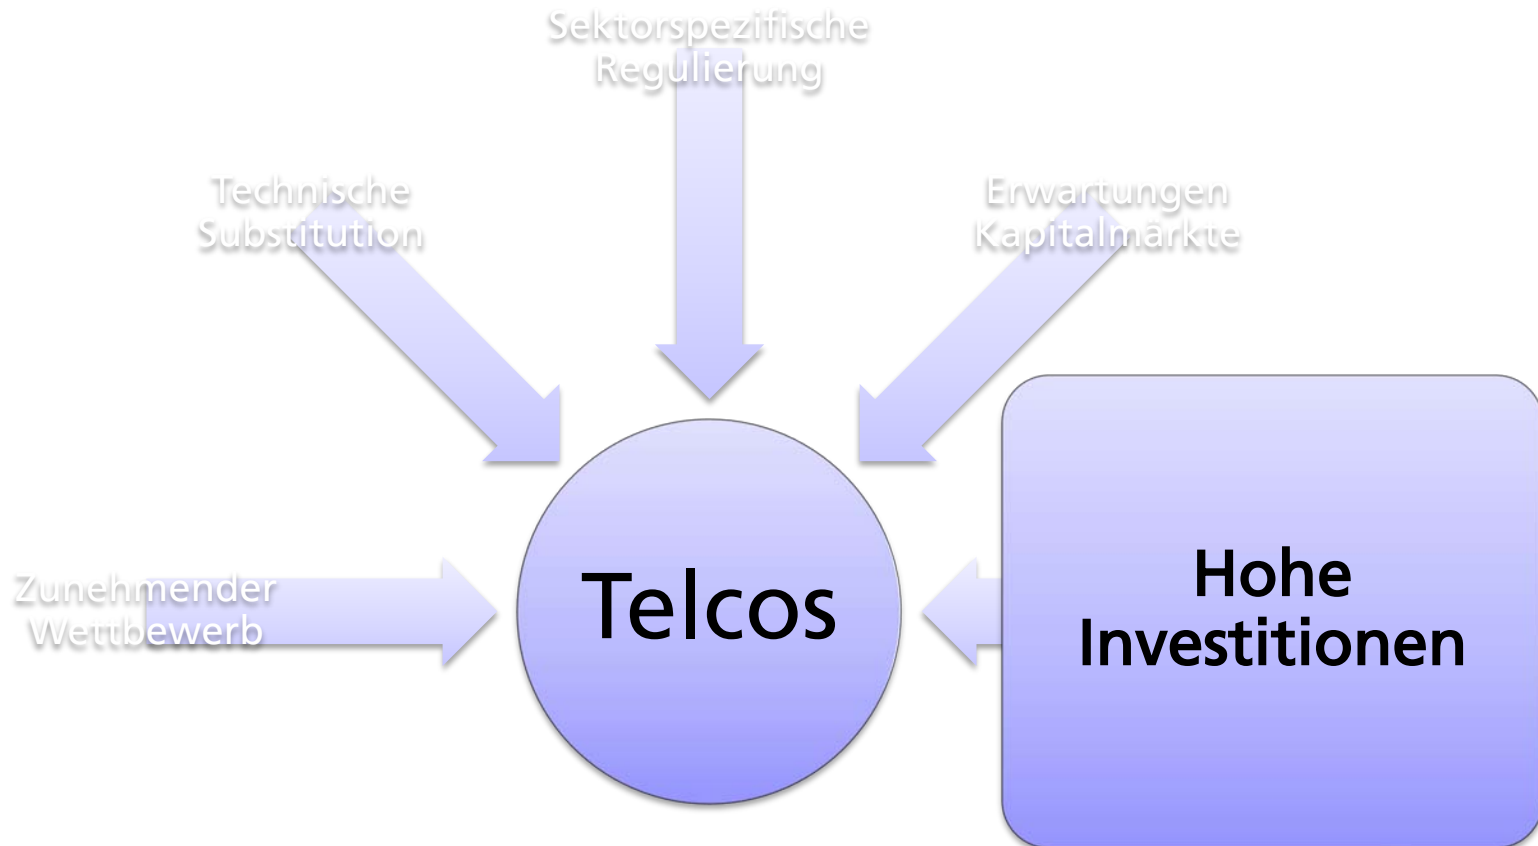 Sektorspezifische
Regulierung
Technische
Substitution
Erwartungen
Kapitalmärkte
Zunehmender
Wettbewerb
Telcos
Hohe
Investitionen